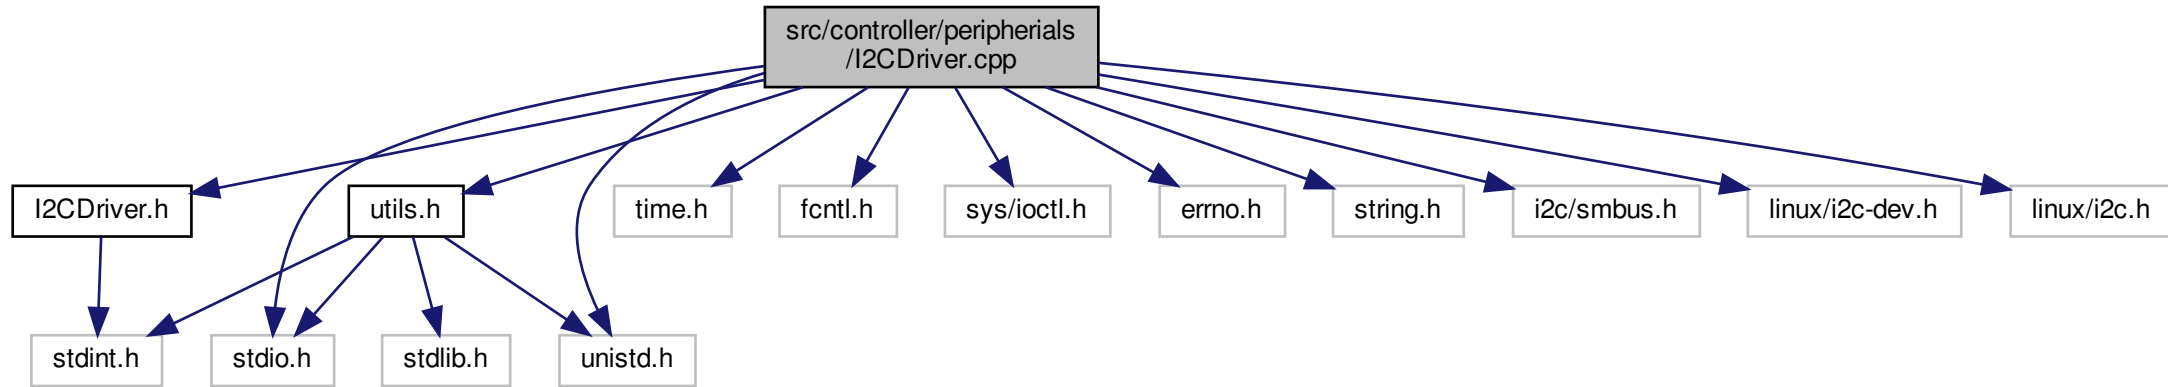 src/controller/peripherials
/I2CDriver.cpp
I2CDriver.h
utils.h
time.h
fcntl.h
sys/ioctl.h
errno.h
string.h
i2c/smbus.h
linux/i2c-dev.h
linux/i2c.h
stdint.h
stdio.h
stdlib.h
unistd.h